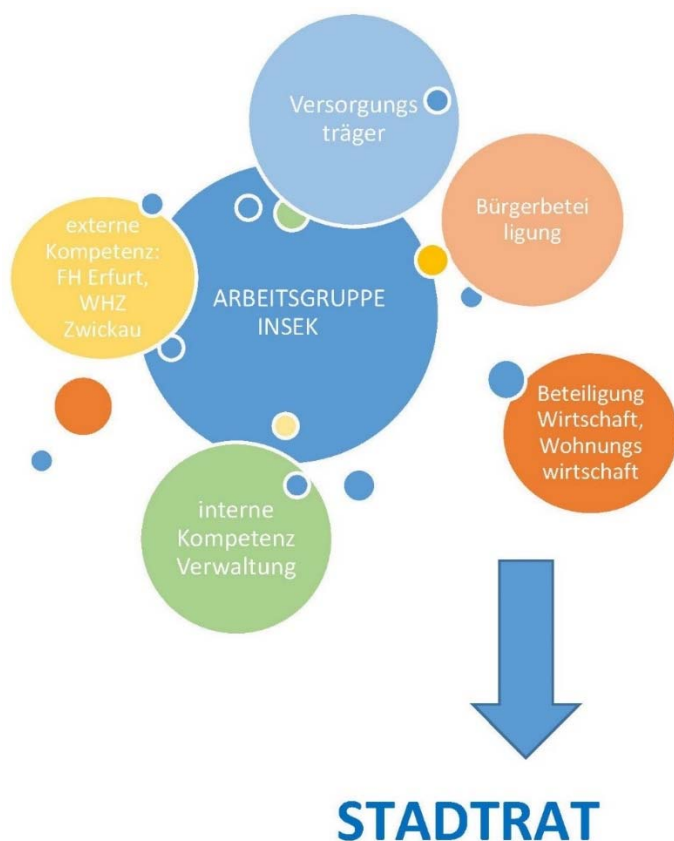 Versorgungs
träger
Bürgerbetei
ligung
externe
Kompetenz:
FH Erfurt,
WHZ
Zwickau
ARBEITSGRUPPE
INSEK
Beteiligung
Wirtschaft,
Wohnungs
wirtschaft
interne
Kompetenz
Verwaltung
STADTRAT